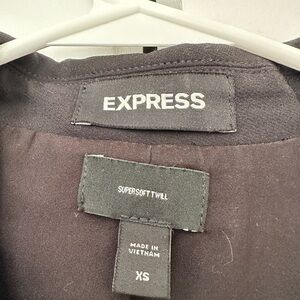 EXPRESS
SUPERSOFT TWILL
MADE IN
VIETNAM
XS